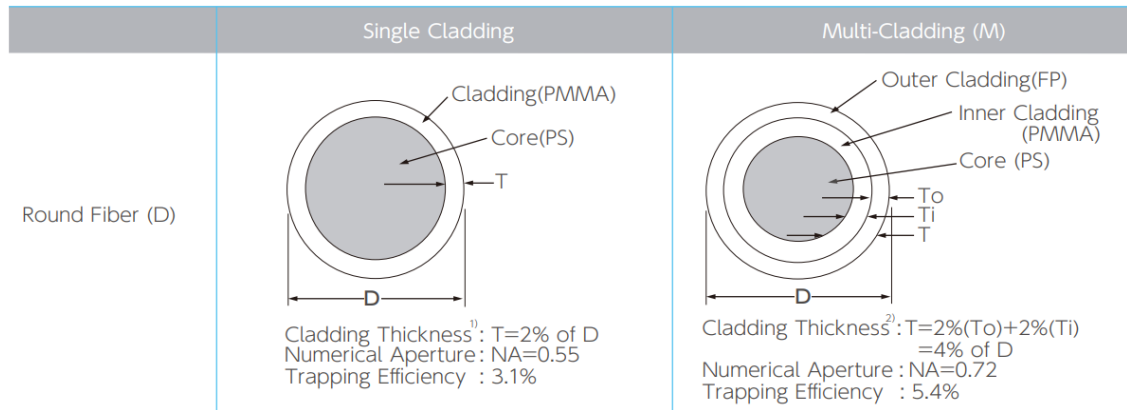 Single Cladding
Multi-Cladding (M)
Round Fiber (D)
Cladding(PMMA)
Core(PS)
T
D
Cladding Thickness¹⁾: T=2% of D
Numerical Aperture : NA=0.55
Trapping Efficiency : 3.1%
Outer Cladding(FP)
Inner Cladding
(PMMA)
Core (PS)
To
Ti
T
D
Cladding Thickness²⁾: T=2%(To)+2%(Ti)
=4% of D
Numerical Aperture : NA=0.72
Trapping Efficiency : 5.4%